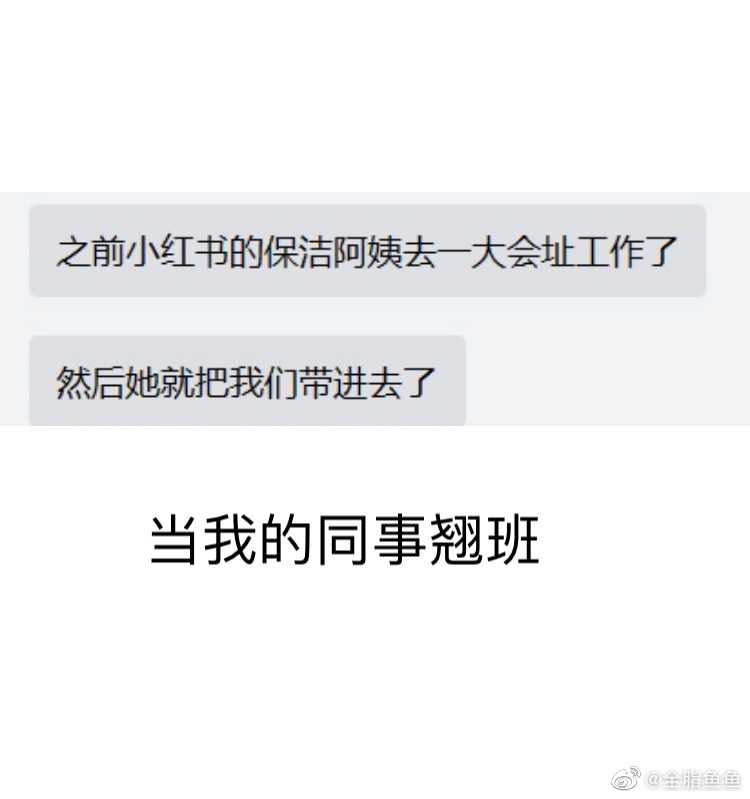 之前小红书的保洁阿姨去一大会址工作了
然后她就把我们带进去了
当我的同事翘班
@全脂鱼鱼